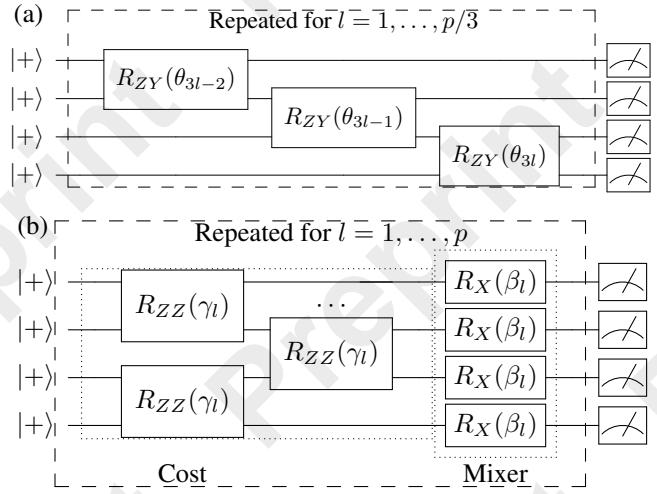 (a)
Repeated for l = 1, . . . , p/3
|+⟩
R_{ZY}(θ_{3l−2})
|+⟩
R_{ZY}(θ_{3l−1})
|+⟩
R_{ZY}(θ_{3l})
|+⟩
(b)
Repeated for l = 1, . . . , p
|+⟩ R_X(β_l)
R_{ZZ}(γ_l) . . .
|+⟩ R_X(β_l)
R_{ZZ}(γ_l)
|+⟩ R_X(β_l)
R_{ZZ}(γ_l)
|+⟩ R_X(β_l)
Cost Mixer
Preprint
Preprint